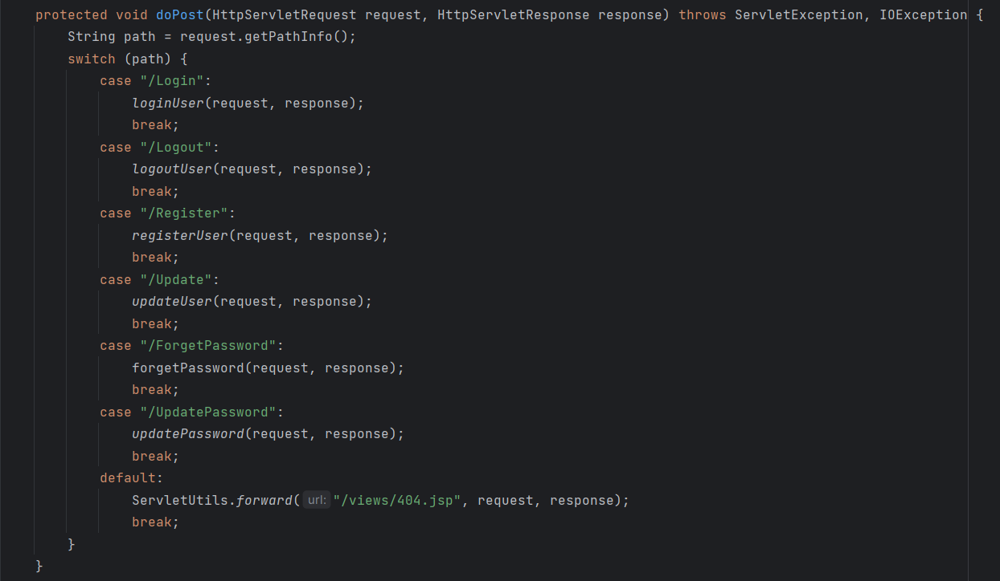 protected void doPost(HttpServletRequest request, HttpServletResponse response) throws ServletException, IOException {
    String path = request.getPathInfo();
    switch (path) {
        case "/Login":
            loginUser(request, response);
            break;
        case "/Logout":
            logoutUser(request, response);
            break;
        case "/Register":
            registerUser(request, response);
            break;
        case "/Update":
            updateUser(request, response);
            break;
        case "/ForgetPassword":
            forgetPassword(request, response);
            break;
        case "/UpdatePassword":
            updatePassword(request, response);
            break;
        default:
            ServletUtils.forward( url: "/views/404.jsp", request, response);
            break;
    }
}